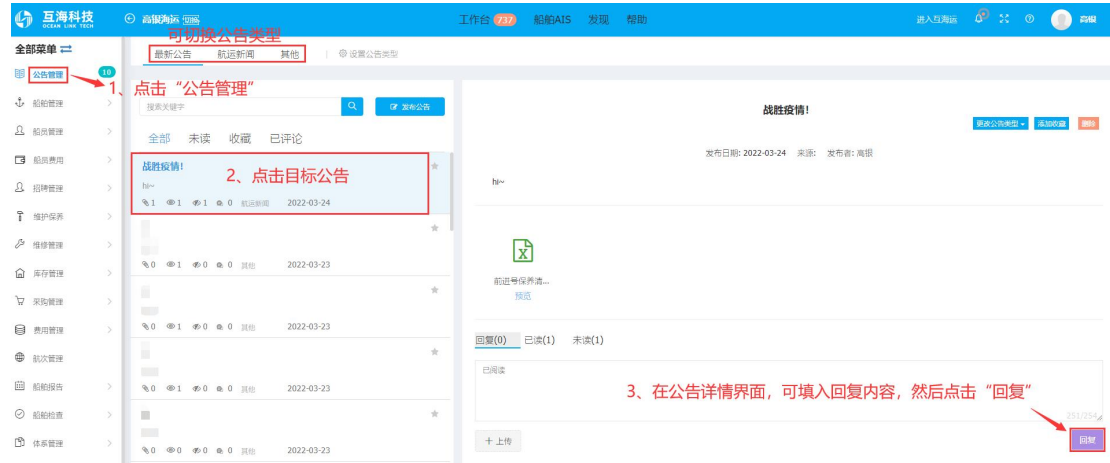 互海科技
OCEAN LINK TECH
高银海运
切换
工作台 737 船舶AIS 发现 帮助
进入互海运
高银
全部菜单
公告管理 10
船舶管理
船员管理
船员费用
招聘管理
维护保养
维修管理
库存管理
采购管理
费用管理
航次管理
船舶报告
船舶检查
体系管理
可切换公告类型
最新公告 航运新闻 其他 设置公告类型
1、点击“公告管理”
搜索关键字
发布公告
全部 未读 收藏 已评论
战胜疫情!
hi~
2、点击目标公告
1 1 1 0 航运新闻 2022-03-24
0 1 0 0 其他 2022-03-23
0 1 0 0 其他 2022-03-23
0 1 0 0 其他 2022-03-23
0 0 0 0 其他 2022-03-23
战胜疫情!
更改公告类型 添加收藏 删除
发布日期: 2022-03-24 来源: 发布者: 高银
hi~
前进号保养清...
预览
回复(0) 已读(1) 未读(1)
已阅读
3、在公告详情界面，可填入回复内容，然后点击“回复”
251/254
上传
回复